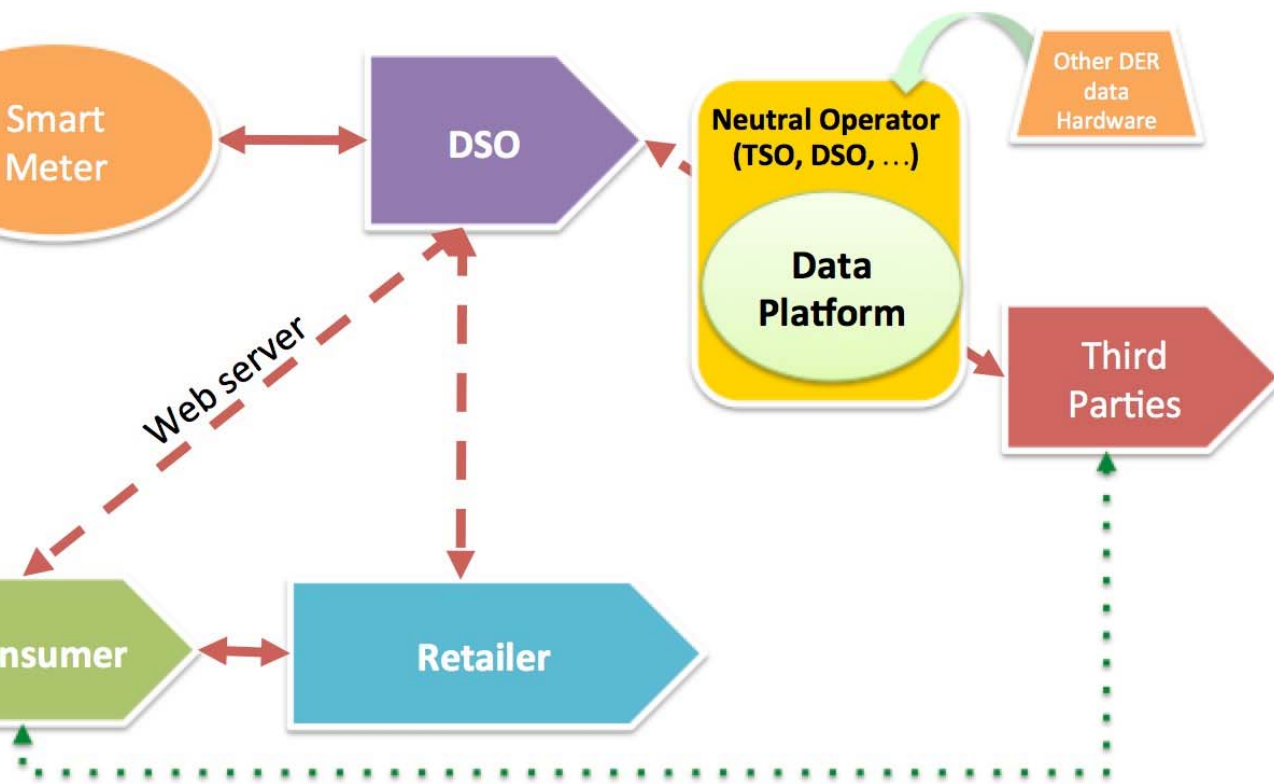 Smart
Meter
DSO
Neutral Operator
(TSO, DSO, ...)
Data
Platform
Other DER
data
Hardware
Third
Parties
Web server
nsumer
Retailer